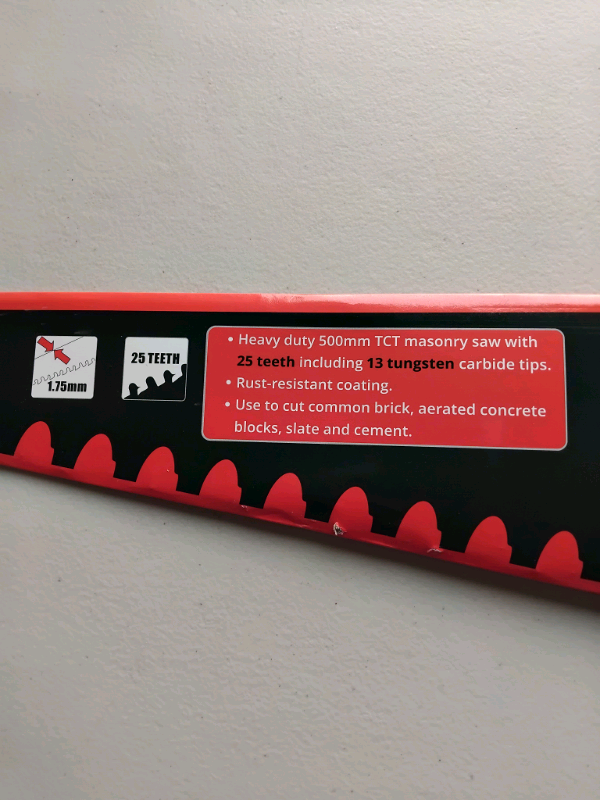 1.75mm
25 TEETH
• Heavy duty 500mm TCT masonry saw with
25 teeth including 13 tungsten carbide tips.
• Rust-resistant coating.
• Use to cut common brick, aerated concrete
blocks, slate and cement.